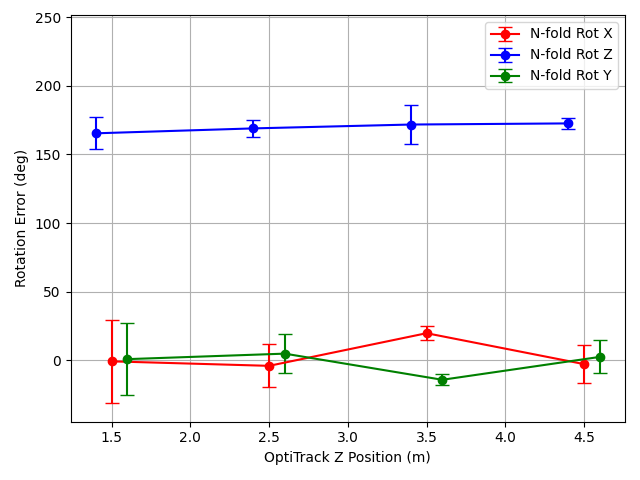 250
200
150
100
50
0
Rotation Error (deg)
N-fold Rot X
N-fold Rot Z
N-fold Rot Y
1.5 2.0 2.5 3.0 3.5 4.0 4.5
OptiTrack Z Position (m)